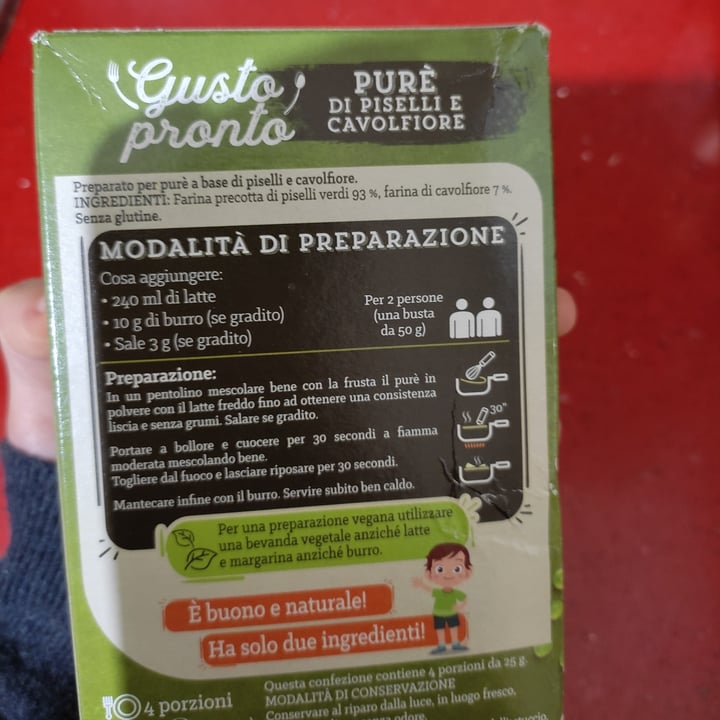 Gusto pronto
PURÈ
DI PISELLI E
CAVOLFIORE
Preparato per purè a base di piselli e cavolfiore.
INGREDIENTI: Farina precotta di piselli verdi 93 %, farina di cavolfiore 7 %.
Senza glutine.
MODALITÀ DI PREPARAZIONE
Cosa aggiungere:
• 240 ml di latte
• 10 g di burro (se gradito)
• Sale 3 g (se gradito)
Per 2 persone
(una busta
da 50 g)
Preparazione:
In un pentolino mescolare bene con la frusta il purè in
polvere con il latte freddo fino ad ottenere una consistenza
liscia e senza grumi. Salare se gradito.
30"
Portare a bollore e cuocere per 30 secondi a fiamma
moderata mescolando bene.
Togliere dal fuoco e lasciare riposare per 30 secondi.
Mantecare infine con il burro. Servire subito ben caldo.
Per una preparazione vegana utilizzare
una bevanda vegetale anziché latte
e margarina anziché burro.
È buono e naturale!
Ha solo due ingredienti!
4 porzioni
Questa confezione contiene 4 porzioni da 25 g.
MODALITÀ DI CONSERVAZIONE
Conservare al riparo dalla luce, in luogo fresco,
odore.